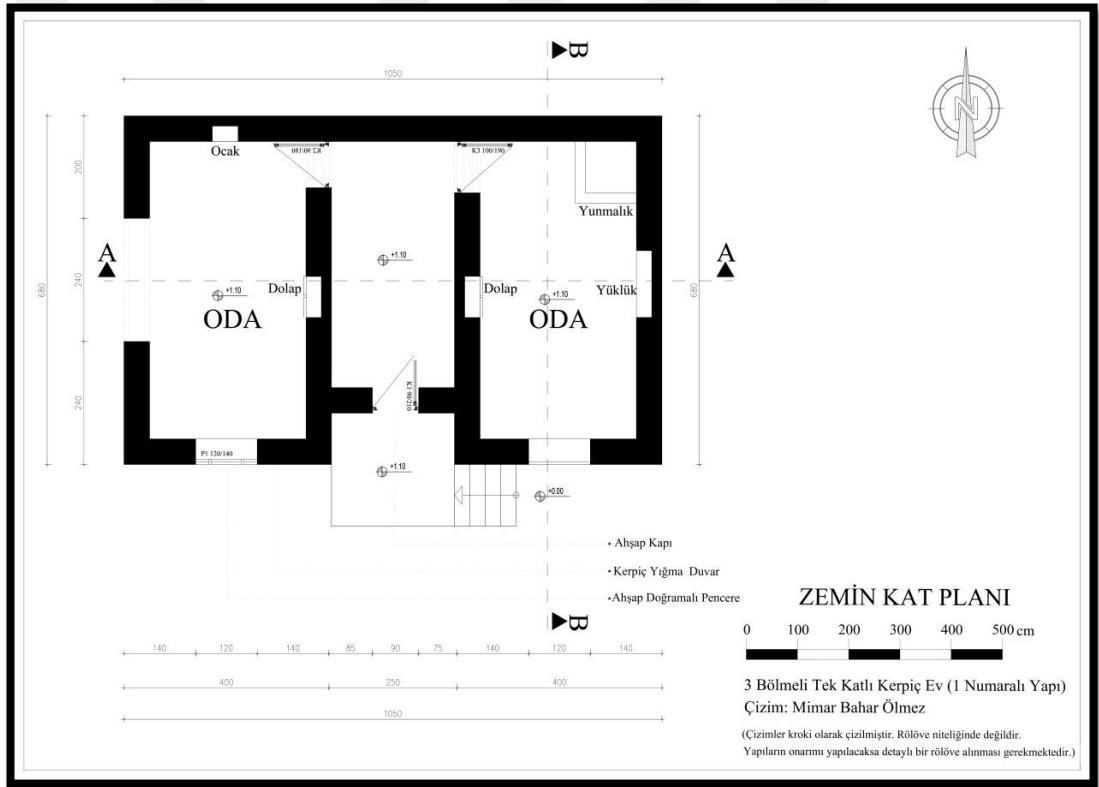 B
1050
N
Ocak
K2 90/180
K3 100/190
200
Yunmalık
A
+1.10
A
680
240
Dolap
+1.10
Dolap
+1.10
Yüklük
680
ODA
ODA
240
K1 90/210
P1 120/140
+1.10
+0.00
Ahşap Kapı
Kerpiç Yığma Duvar
Ahşap Doğramalı Pencere
B
140 120 140 85 90 75 140 120 140
400 250 400
1050
ZEMİN KAT PLANI
0 100 200 300 400 500 cm
3 Bölmeli Tek Katlı Kerpiç Ev (1 Numaralı Yapı)
Çizim: Mimar Bahar Ölmez
(Çizimler kroki olarak çizilmiştir. Rölöve niteliğinde değildir.
Yapıların onarımı yapılacaksa detaylı bir rölöve alınması gerekmektedir.)